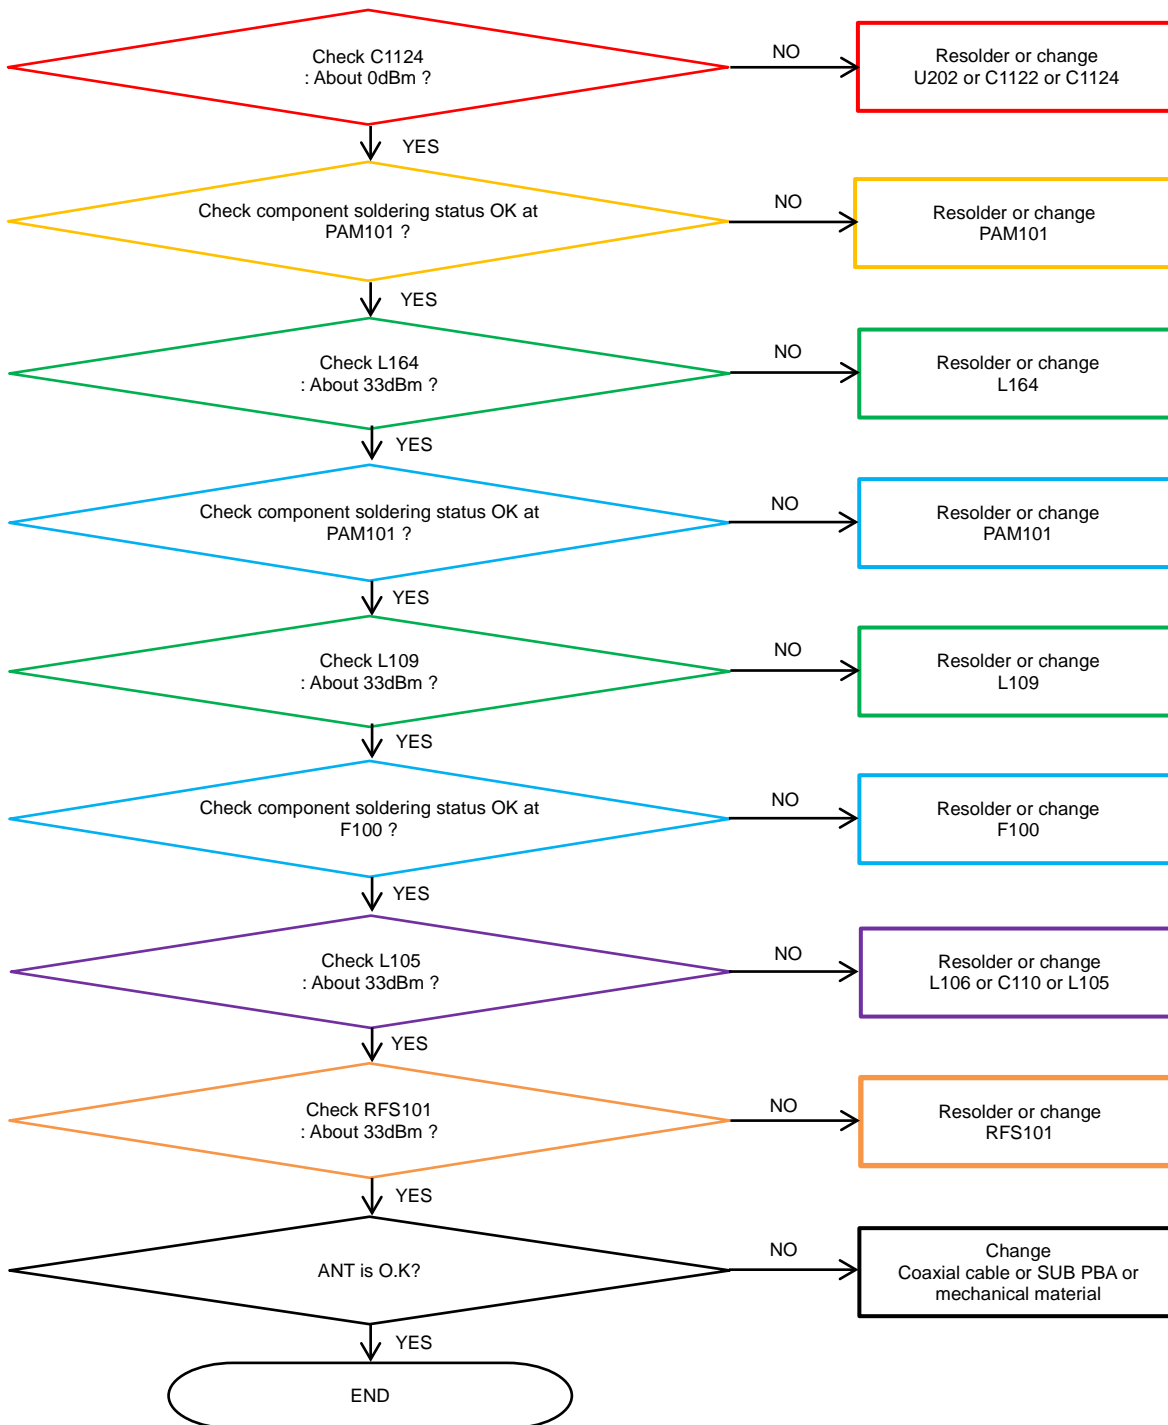 Check C1124
: About 0dBm ?
NO
Resolder or change
U202 or C1122 or C1124
YES
Check component soldering status OK at
PAM101 ?
NO
Resolder or change
PAM101
YES
Check L164
: About 33dBm ?
NO
Resolder or change
L164
YES
Check component soldering status OK at
PAM101 ?
NO
Resolder or change
PAM101
YES
Check L109
: About 33dBm ?
NO
Resolder or change
L109
YES
Check component soldering status OK at
F100 ?
NO
Resolder or change
F100
YES
Check L105
: About 33dBm ?
NO
Resolder or change
L106 or C110 or L105
YES
Check RFS101
: About 33dBm ?
NO
Resolder or change
RFS101
YES
ANT is O.K?
NO
Change
Coaxial cable or SUB PBA or
mechanical material
YES
END